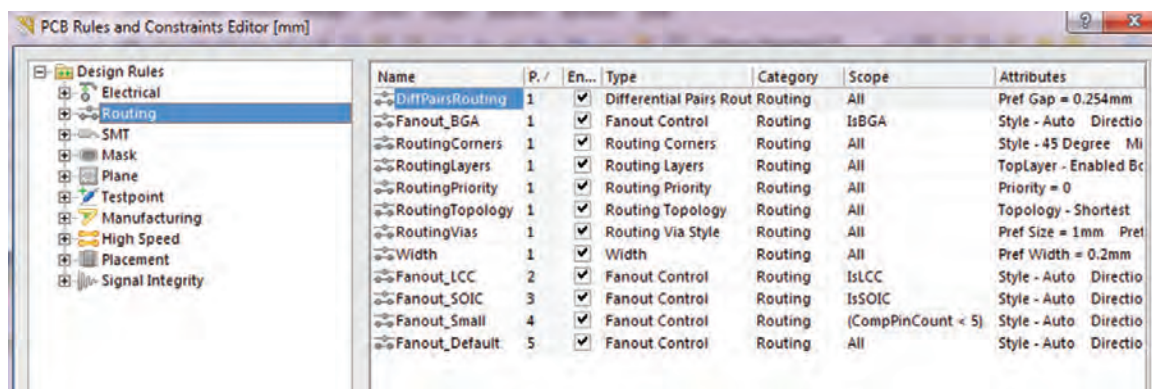 PCB Rules and Constraints Editor [mm]
Design Rules
Electrical
Routing
SMT
Mask
Plane
Testpoint
Manufacturing
High Speed
Placement
Signal Integrity
Name P. En... Type Category Scope Attributes
DiffPairsRouting 1 Differential Pairs Rout Routing All Pref Gap = 0.254mm
Fanout_BGA 1 Fanout Control Routing IsBGA Style - Auto Directio
RoutingCorners 1 Routing Corners Routing All Style - 45 Degree Mi
RoutingLayers 1 Routing Layers Routing All TopLayer - Enabled Bo
RoutingPriority 1 Routing Priority Routing All Priority = 0
RoutingTopology 1 Routing Topology Routing All Topology - Shortest
RoutingVias 1 Routing Via Style Routing All Pref Size = 1mm Pref
Width 1 Width Routing All Pref Width = 0.2mm
Fanout_LCC 2 Fanout Control Routing IsLCC Style - Auto Directio
Fanout_SOIC 3 Fanout Control Routing IsSOIC Style - Auto Directio
Fanout_Small 4 Fanout Control Routing (CompPinCount < 5) Style - Auto Directio
Fanout_Default 5 Fanout Control Routing All Style - Auto Directio